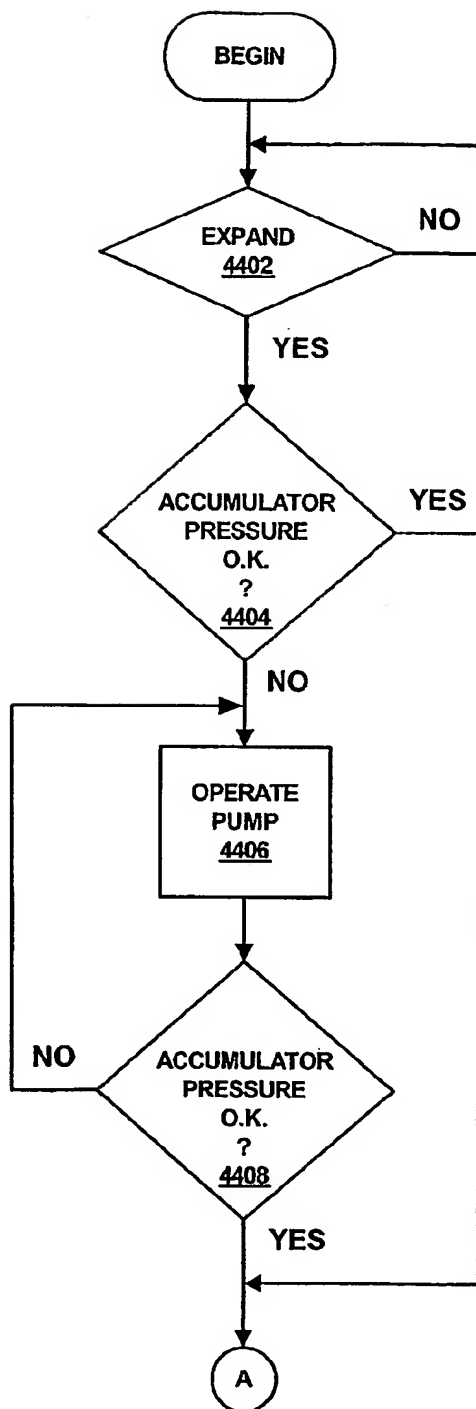 BEGIN
EXPAND
4402
NO
YES
ACCUMULATOR
PRESSURE
O.K.
?
4404
YES
NO
OPERATE
PUMP
4406
ACCUMULATOR
PRESSURE
O.K.
?
4408
NO
YES
A